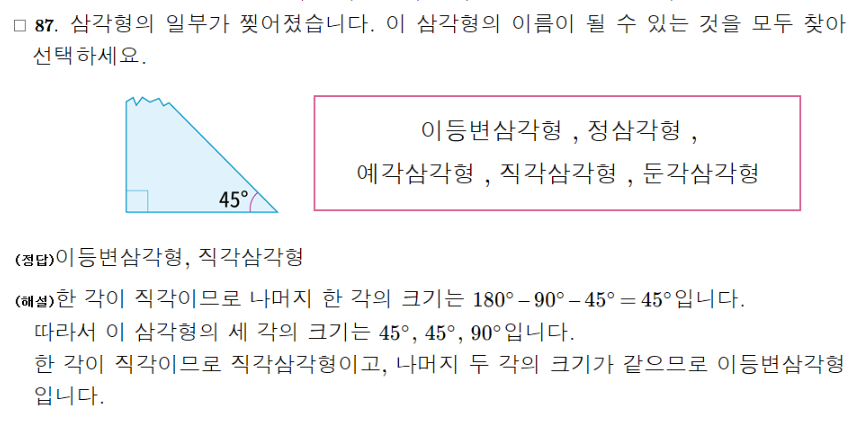 □ 87. 삼각형의 일부가 찢어졌습니다. 이 삼각형의 이름이 될 수 있는 것을 모두 찾아
선택하세요.
45°
이등변삼각형 , 정삼각형 ,
예각삼각형 , 직각삼각형 , 둔각삼각형
(정답)이등변삼각형, 직각삼각형
(해설)한 각이 직각이므로 나머지 한 각의 크기는 180° - 90° - 45° = 45°입니다.
따라서 이 삼각형의 세 각의 크기는 45°, 45°, 90°입니다.
한 각이 직각이므로 직각삼각형이고, 나머지 두 각의 크기가 같으므로 이등변삼각형
입니다.